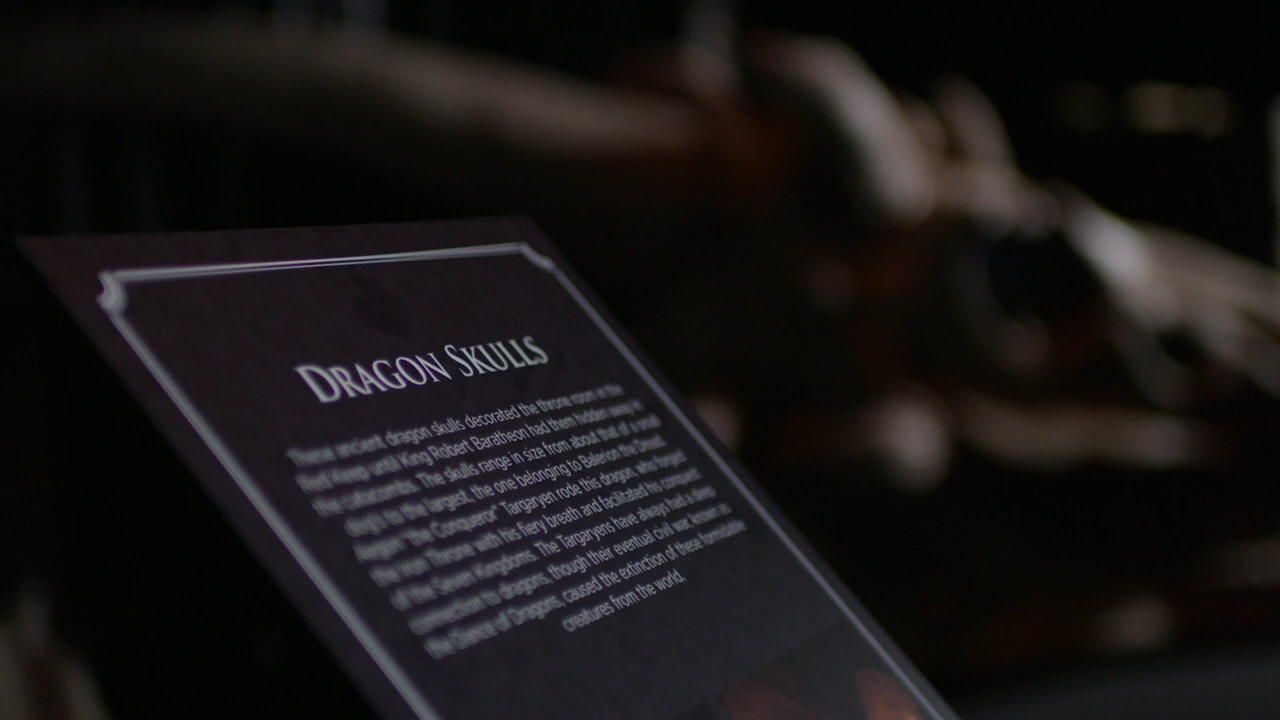 DRAGON SKULLS
These ancient dragon skulls decorated the throne room in the
Red Keep until King Robert Baratheon had them hidden away in
the catacombs. The skulls range in size from about that of a small
dog's to the largest, the one belonging to Balerion the Dread.
Aegon "the Conqueror" Targaryen rode this dragon, who forged
the Iron Throne with his fiery breath and facilitated his conquest
of the Seven Kingdoms. The Targaryens have always had a deep
connection to dragons, though their eventual civil war, known as
the Dance of Dragons, caused the extinction of these formidable
creatures from the world.